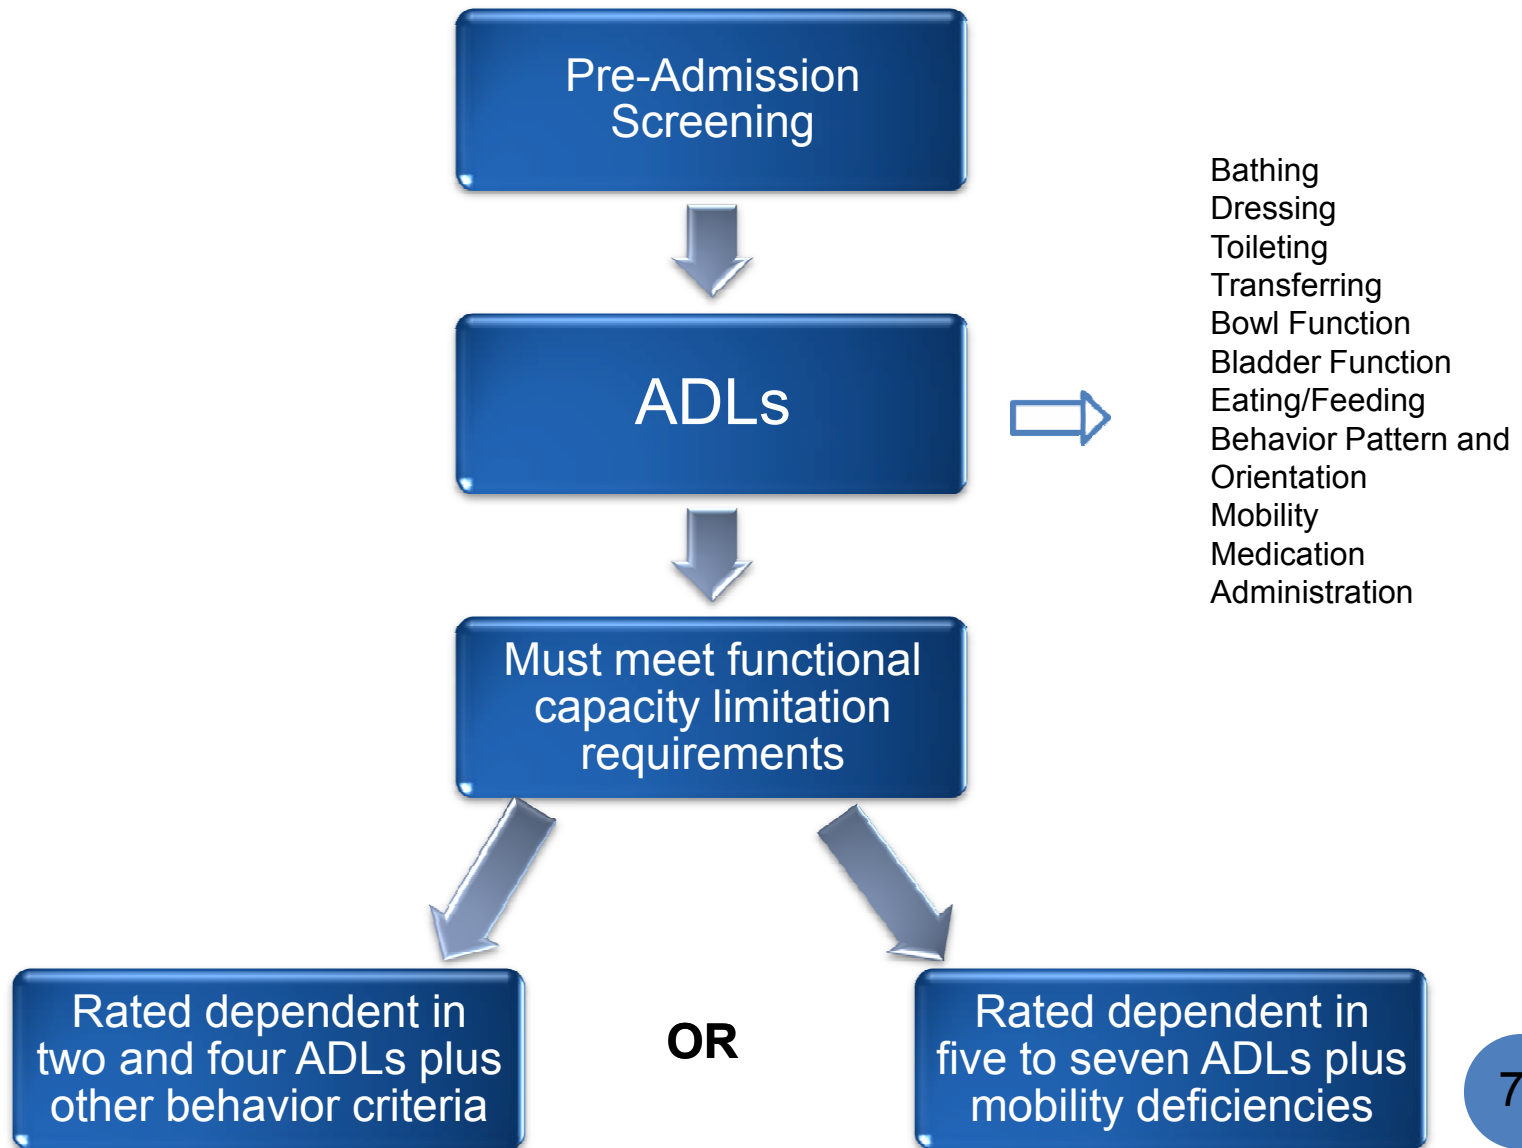 Pre-Admission
Screening
ADLs
Bathing
Dressing
Toileting
Transferring
Bowl Function
Bladder Function
Eating/Feeding
Behavior Pattern and
Orientation
Mobility
Medication
Administration
Must meet functional
capacity limitation
requirements
Rated dependent in
two and four ADLs plus
other behavior criteria
OR
Rated dependent in
five to seven ADLs plus
mobility deficiencies
7